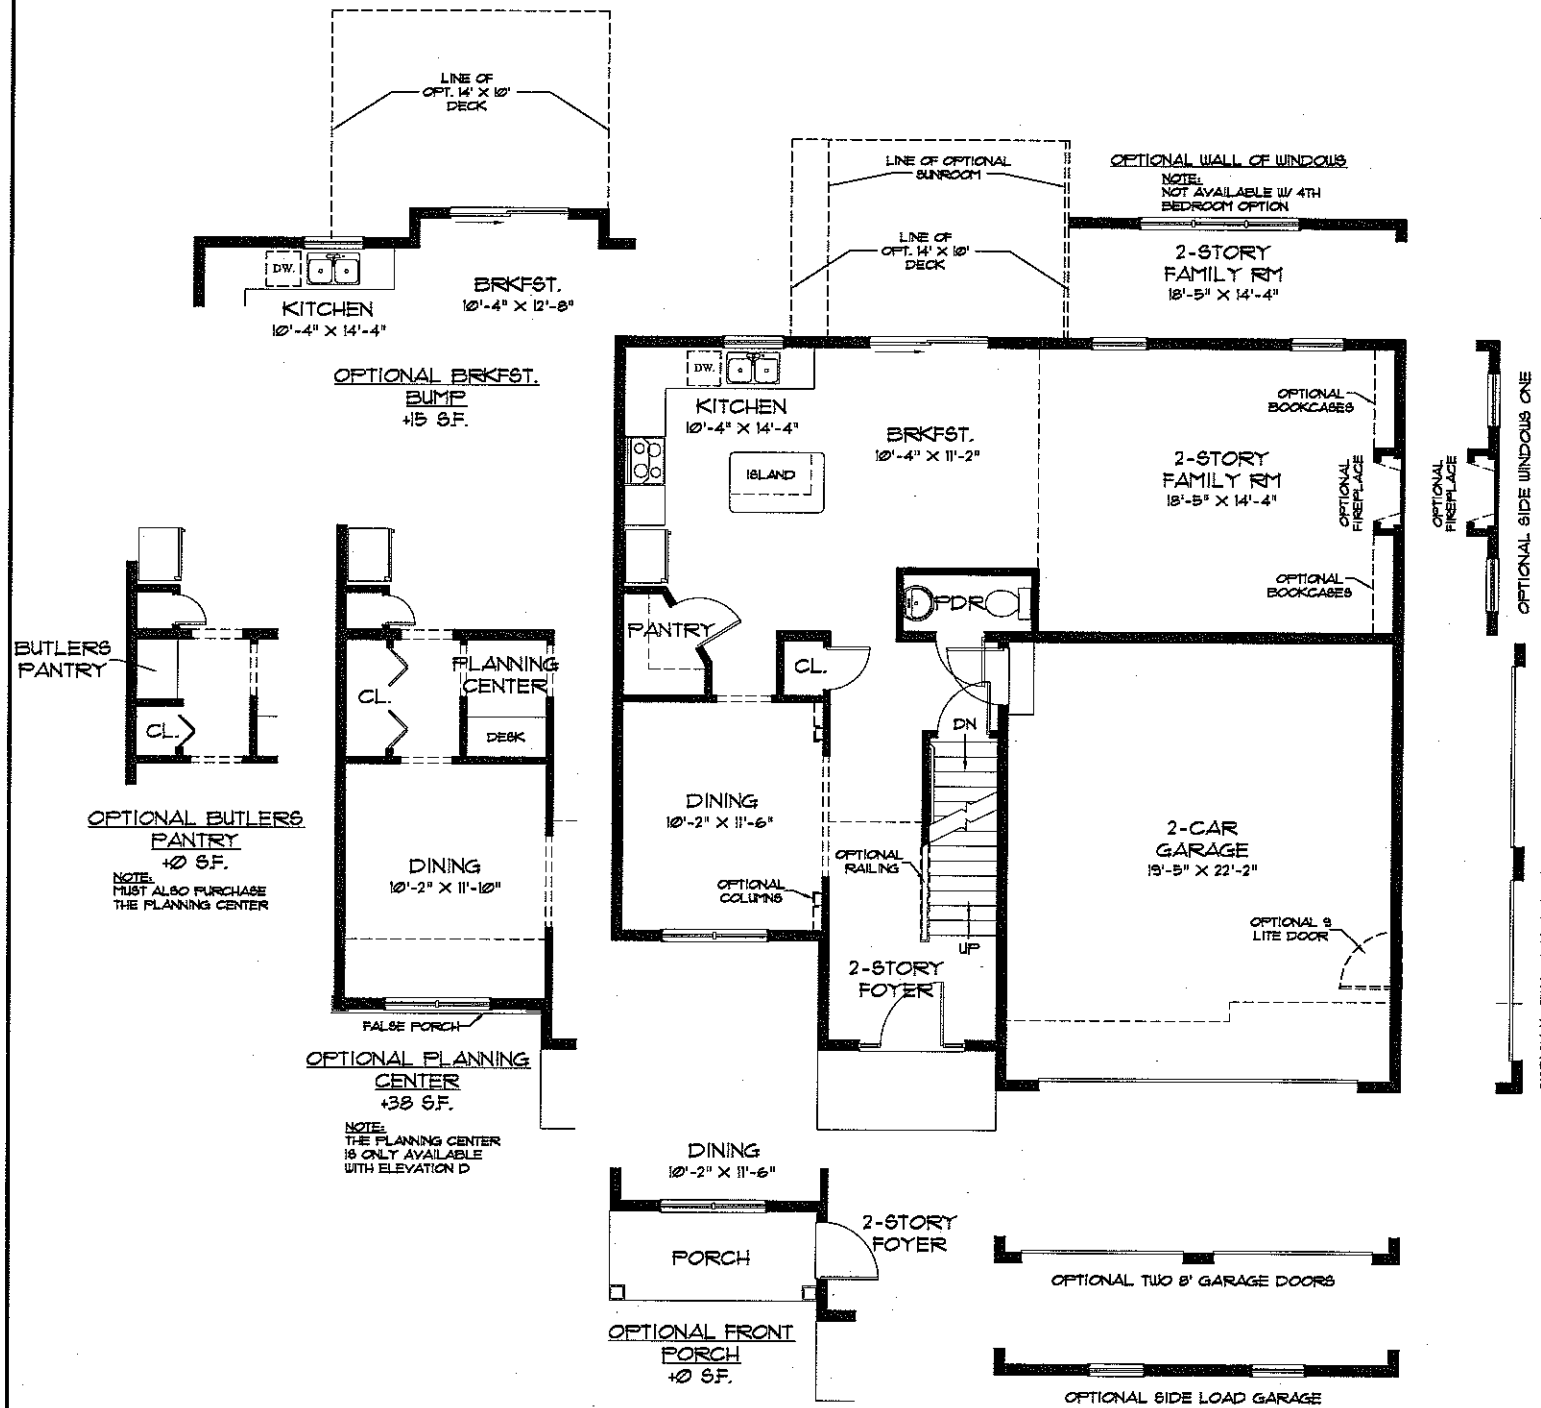 LINE OF
OPT. 14' X 10'
DECK
DW.
KITCHEN
10'-4" X 14'-4"
BRKFST.
10'-4" X 12'-8"
OPTIONAL BRKFST.
BUMP
+15 S.F.
LINE OF OPTIONAL
SUNROOM
LINE OF
OPT. 14' X 10'
DECK
OPTIONAL WALL OF WINDOWS
NOTE:
NOT AVAILABLE W/ 4TH
BEDROOM OPTION
2-STORY
FAMILY RM
18'-5" X 14'-4"
DW.
KITCHEN
10'-4" X 14'-4"
ISLAND
BRKFST.
10'-4" X 11'-2"
2-STORY
FAMILY RM
18'-5" X 14'-4"
OPTIONAL
BOOKCASES
OPTIONAL
FIREPLACE
OPTIONAL
BOOKCASES
OPTIONAL
FIREPLACE
OPTIONAL SIDE WINDOWS ONE
PDR
PANTRY
CL.
DN
BUTLERS
PANTRY
CL.
OPTIONAL BUTLERS
PANTRY
+0 S.F.
NOTE:
MUST ALSO PURCHASE
THE PLANNING CENTER
CL.
PLANNING
CENTER
DESK
DINING
10'-2" X 11'-10"
FALSE PORCH
OPTIONAL PLANNING
CENTER
+38 S.F.
NOTE:
THE PLANNING CENTER
IS ONLY AVAILABLE
WITH ELEVATION D
DINING
10'-2" X 11'-6"
OPTIONAL
COLUMNS
OPTIONAL
RAILING
UP
2-STORY
FOYER
2-CAR
GARAGE
19'-5" X 22'-2"
OPTIONAL 9
LITE DOOR
DINING
10'-2" X 11'-6"
2-STORY
FOYER
PORCH
OPTIONAL FRONT
PORCH
+0 S.F.
OPTIONAL TWO 8' GARAGE DOORS
OPTIONAL SIDE LOAD GARAGE